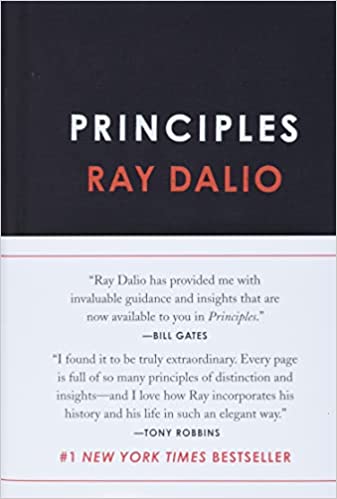 PRINCIPLES
RAY DALIO
“Ray Dalio has provided me with
invaluable guidance and insights that are
now available to you in Principles.”
—BILL GATES
“I found it to be truly extraordinary. Every page
is full of so many principles of distinction and
insights—and I love how Ray incorporates his
history and his life in such an elegant way.”
—TONY ROBBINS
#1 NEW YORK TIMES BESTSELLER